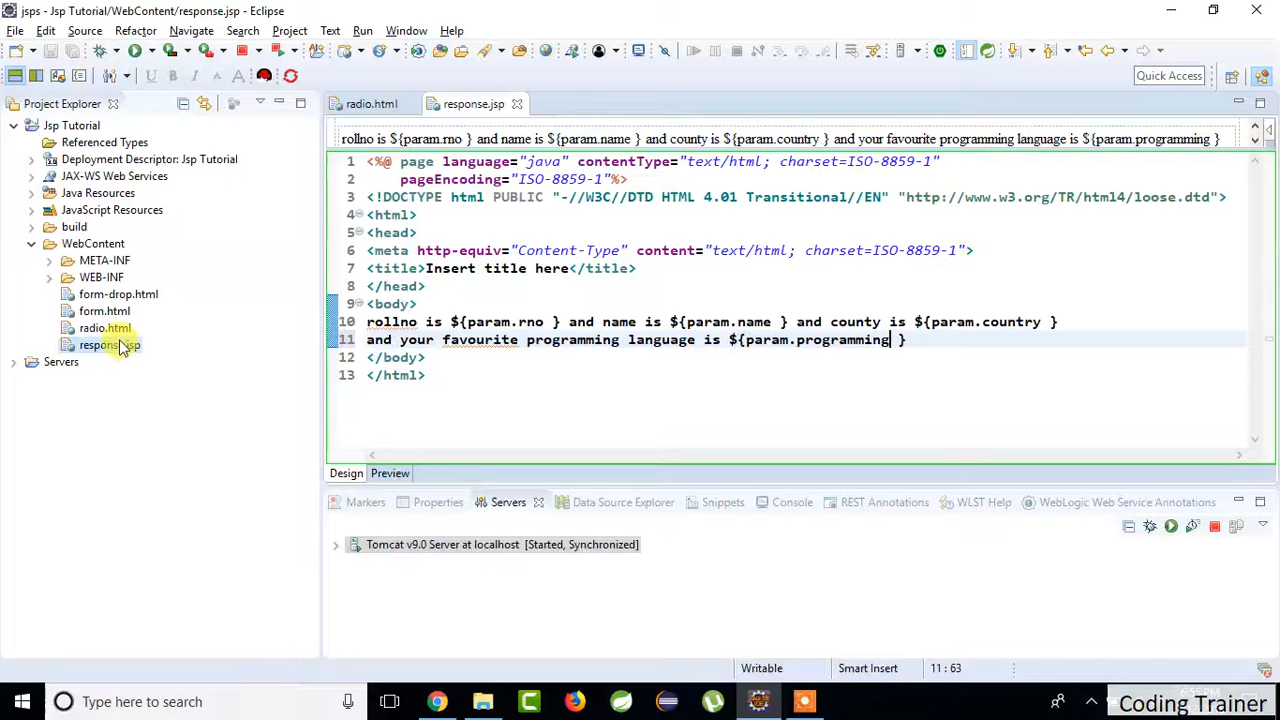 jsps - Jsp Tutorial/WebContent/response.jsp - Eclipse
File Edit Source Refactor Navigate Search Project Text Run Window Help
Quick Access
Project Explorer
radio.html
response.jsp
Jsp Tutorial
Referenced Types
Deployment Descriptor: Jsp Tutorial
JAX-WS Web Services
Java Resources
JavaScript Resources
build
WebContent
META-INF
WEB-INF
form-drop.html
form.html
radio.html
response.jsp
Servers
rollno is ${param.rno } and name is ${param.name } and county is ${param.country } and your favourite programming language is ${param.programming }
1 <%@ page language="java" contentType="text/html; charset=ISO-8859-1"
2 pageEncoding="ISO-8859-1"%>
3 <!DOCTYPE html PUBLIC "-//W3C//DTD HTML 4.01 Transitional//EN" "http://www.w3.org/TR/html4/loose.dtd">
4 <html>
5 <head>
6 <meta http-equiv="Content-Type" content="text/html; charset=ISO-8859-1">
7 <title>Insert title here</title>
8 </head>
9 <body>
10 rollno is ${param.rno } and name is ${param.name } and county is ${param.country }
11 and your favourite programming language is ${param.programming }
12 </body>
13 </html>
Design Preview
Markers Properties Servers Data Source Explorer Snippets Console REST Annotations WLST Help WebLogic Web Service Annotations
Tomcat v9.0 Server at localhost [Started, Synchronized]
Writable Smart Insert 11 : 63
Type here to search
Coding Trainer